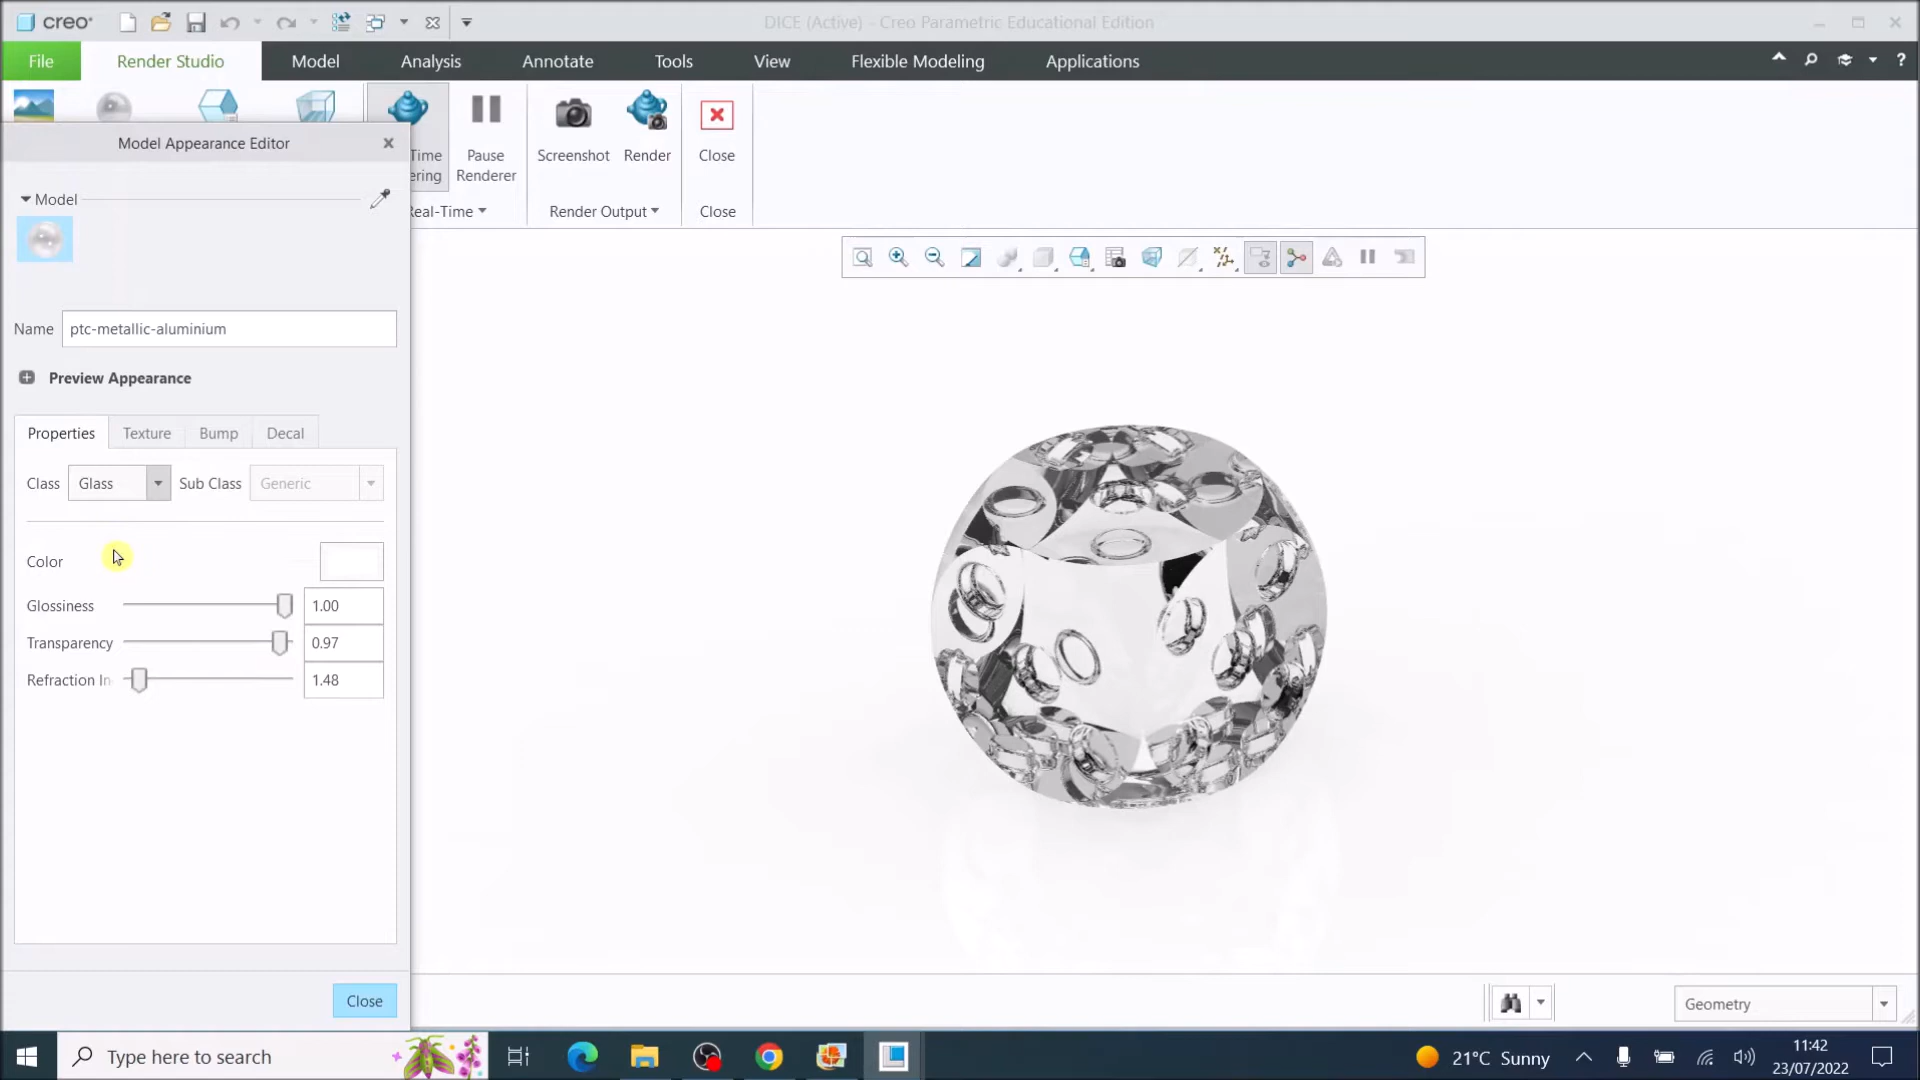 creo°
DICE (Active) - Creo Parametric Educational Edition
File
Render Studio
Model
Analysis
Annotate
Tools
View
Flexible Modeling
Applications
?
Model Appearance Editor
Time
ering
Pause
Renderer
Screenshot
Render
Close
Real-Time
Render Output
Close
Model
Name
ptc-metallic-aluminium
Preview Appearance
Properties
Texture
Bump
Decal
Class
Glass
Sub Class
Generic
Color
Glossiness
1.00
Transparency
0.97
Refraction In
1.48
Close
Geometry
Type here to search
21°C Sunny
11:42
23/07/2022